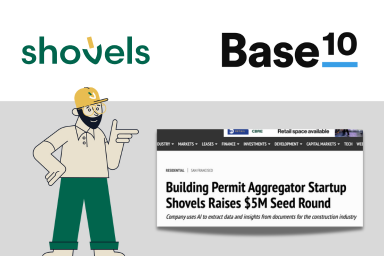 shovels
Base10
Retail space available
DUSTRY MARKETS LEASES FINANCE INVESTMENTS DEVELOPMENT CAPITAL MARKETS TECH WE
RESIDENTIAL | SAN FRANCISCO
Building Permit Aggregator Startup
Shovels Raises $5M Seed Round
Company uses AI to extract data and insights from documents for the construction industry